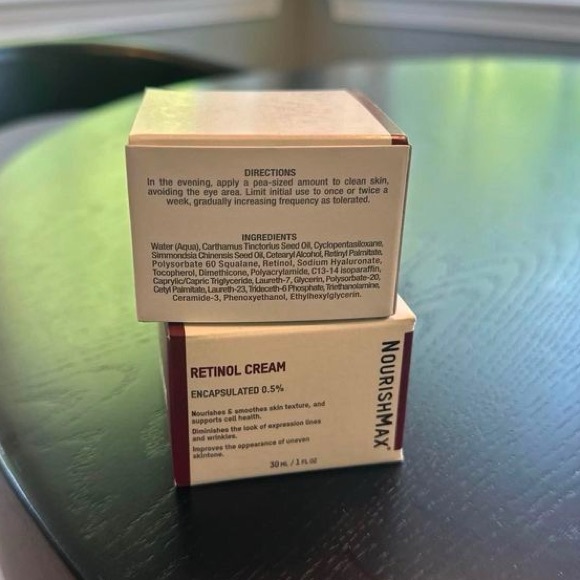 DIRECTIONS
In the evening, apply a pea-sized amount to clean skin,
avoiding the eye area. Limit initial use to once or twice a
week, gradually increasing frequency as tolerated.
INGREDIENTS
Water (Aqua), Carthamus Tinctorius Seed Oil, Cyclopentasiloxane,
Simmondsia Chinensis Seed Oil, Cetearyl Alcohol, Retinyl Palmitate,
Polysorbate 60 Squalane, Retinol, Sodium Hyaluronate,
Tocopherol, Dimethicone, Polyacrylamide, C13-14 isoparaffin,
Caprylic/Capric Triglyceride, Laureth-7, Glycerin, Polysorbate-20,
Cetyl Palmitate, Laureth-23, Trideceth-6 Phosphate, Triethanolamine,
Ceramide-3, Phenoxyethanol, Ethylhexylglycerin.
RETINOL CREAM
ENCAPSULATED 0.5%
Nourishes & smoothes skin texture, and
supports cell health.
Diminishes the look of expression lines
and wrinkles.
Improves the appearance of uneven
skintone.
30 ML / 1 FL OZ
NOURISHMAX